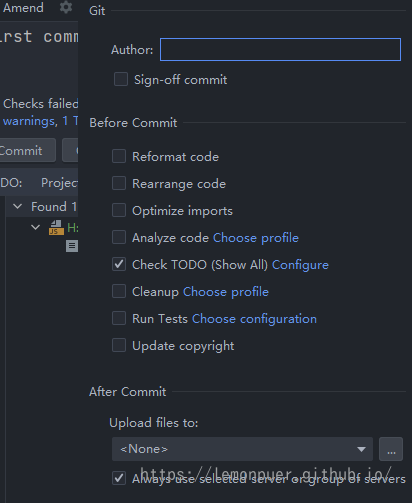 Amend
Git
irst comm
Author:
Sign-off commit
Checks failed
warnings, 1 T
Before Commit
Commit
Reformat code
DO: Project
Rearrange code
Found 1
Optimize imports
JS
Analyze code Choose profile
Check TODO (Show All) Configure
Cleanup Choose profile
Run Tests Choose configuration
Update copyright
After Commit
Upload files to:
<None>
...
Always use selected server or group of servers
https://lemonpuer.github.io/